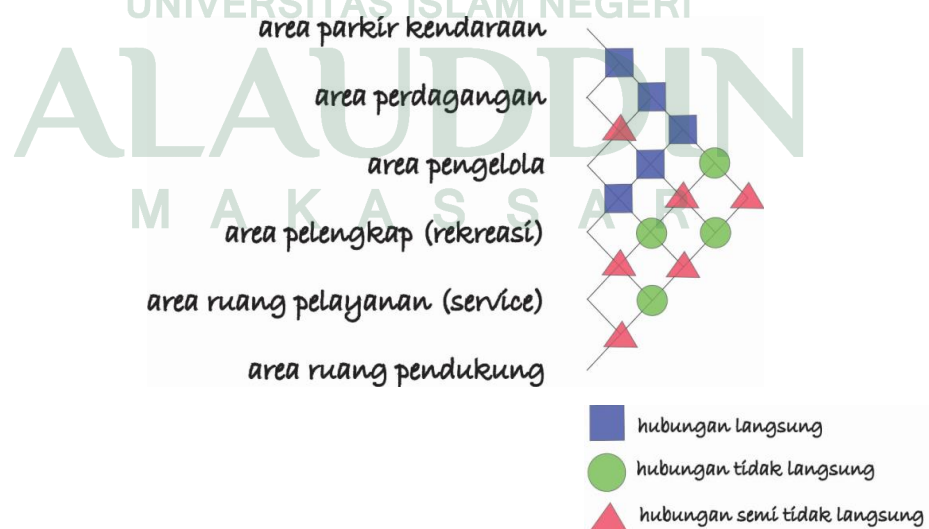 UNIVERSITAS ISLAM NEGERI
area parkir kendaraan
ALAUDDIN
area perdagangan
area pengelola
MAKASSAR
area pelengkap (rekreasi)
area ruang pelayanan (service)
area ruang pendukung
hubungan langsung
hubungan tidak langsung
hubungan semi tidak langsung